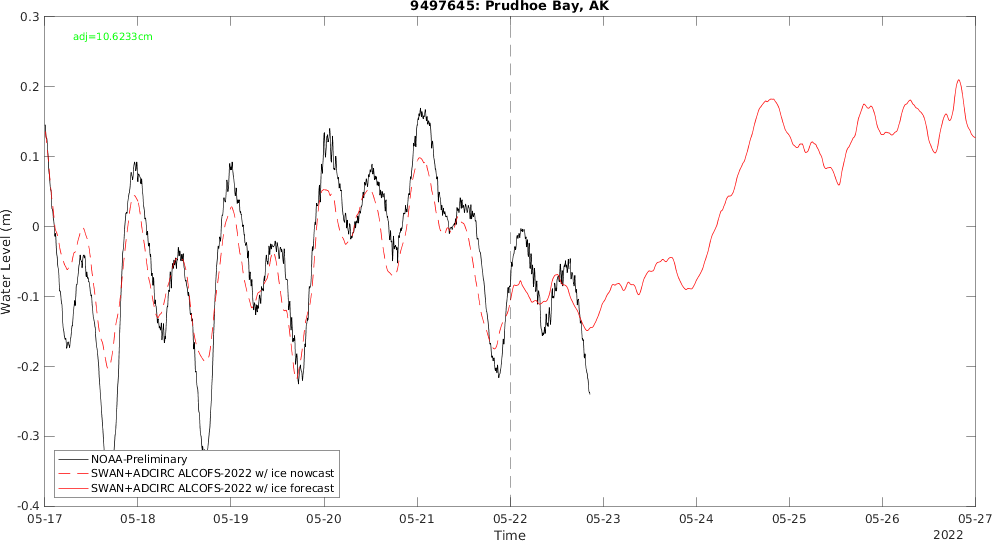 9497645: Prudhoe Bay, AK
adj=10.6233cm
0.3
0.2
0.1
0
-0.1
-0.2
-0.3
-0.4
Water Level (m)
NOAA-Preliminary
SWAN+ADCIRC ALCOFS-2022 w/ ice nowcast
SWAN+ADCIRC ALCOFS-2022 w/ ice forecast
05-17 05-18 05-19 05-20 05-21 05-22 05-23 05-24 05-25 05-26 05-27
Time
2022